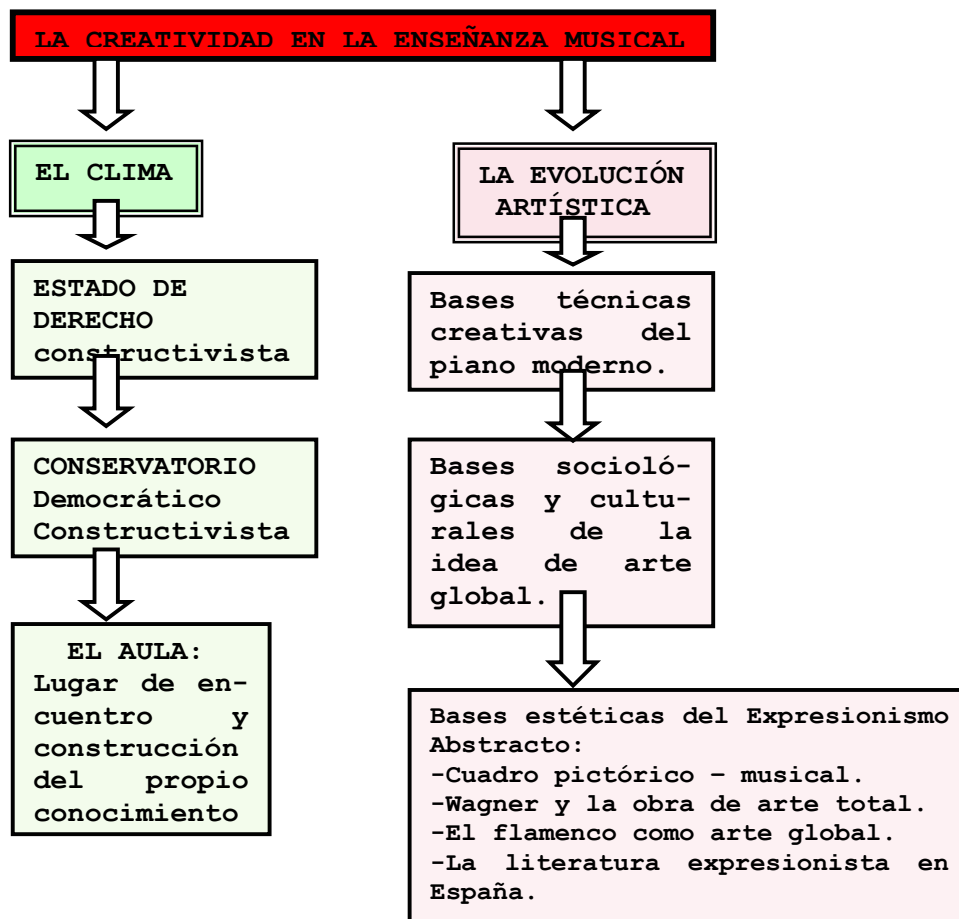 LA CREATIVIDAD EN LA ENSEÑANZA MUSICAL
EL CLIMA
ESTADO DE
DERECHO
constructivista
CONSERVATORIO
Democrático
Constructivista
EL AULA:
Lugar de en-
cuentro y
construcción
del propio
conocimiento
LA EVOLUCIÓN
ARTÍSTICA
Bases técnicas
creativas del
piano moderno.
Bases socioló-
gicas y cultu-
rales de la
idea de arte
global.
Bases estéticas del Expresionismo
Abstracto:
-Cuadro pictórico – musical.
-Wagner y la obra de arte total.
-El flamenco como arte global.
-La literatura expresionista en
España.